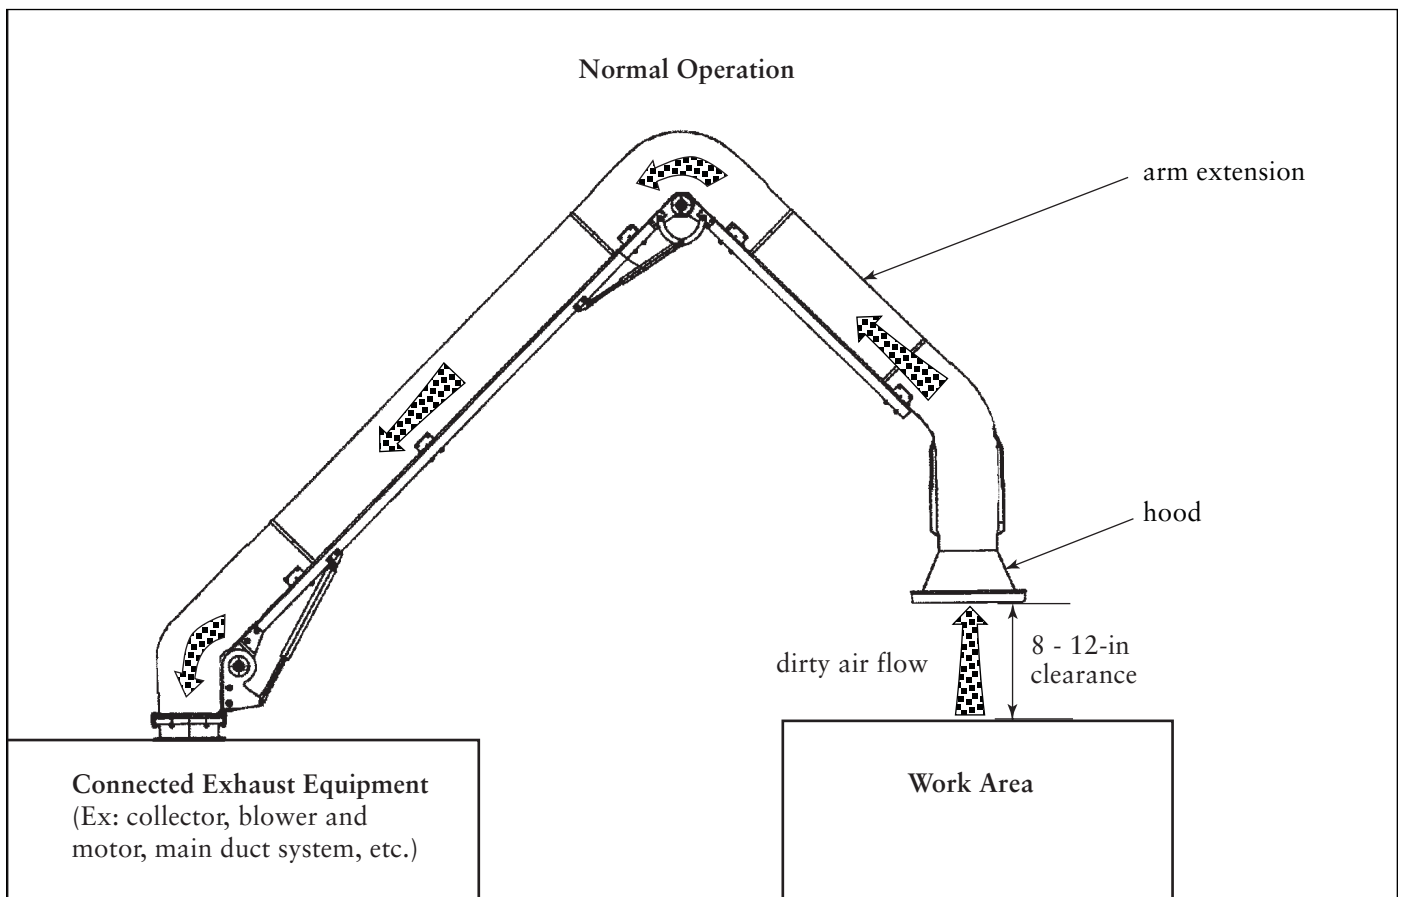 Normal Operation
arm extension
hood
dirty air flow
8 - 12-in
clearance
Connected Exhaust Equipment
(Ex: collector, blower and
motor, main duct system, etc.)
Work Area